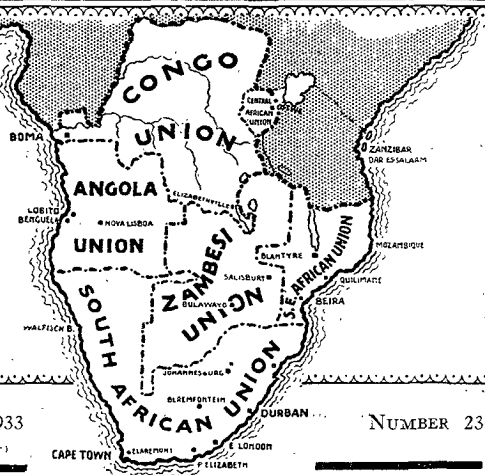 CONGO
UNION
CENTRAL
AFRICAN
UNION
BOMA
ZANZIBAR
DAR ES SALAAM
ANGOLA
UNION
ELIZABETHVILLE
LOBITO
BENGUELA
NOVA LISBOA
ZAMBESI
UNION
BLANTYRE
S.E. AFRICAN UNION
MOZAMBIQUE
QUILIMANE
SALISBURY
BULAWAYO
BEIRA
SOUTH AFRICAN UNION
WALFISCH B.
JOHANNESBURG
BLOEMFONTEIN
DURBAN
E LONDON
P ELIZABETH
CLAREMONT
CAPE TOWN
933
NUMBER 23